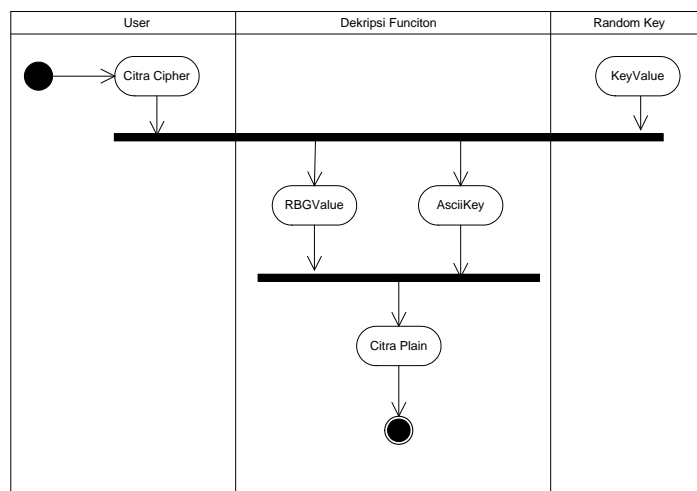 User
Dekripsi Funciton
Random Key
Citra Cipher
KeyValue
RBGValue
AsciiKey
Citra Plain